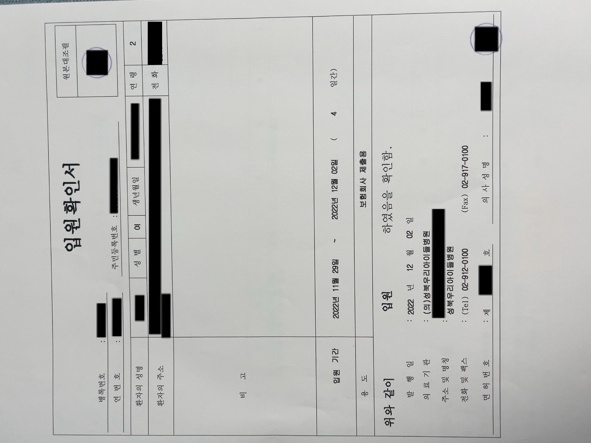 원본대조필
입원확인서
병록번호 :
연 번 호 : 주민등록번호 :
환자의 성명 성 별 여 생년월일 연 령 2
환자의 주소 전 화
비 고
입원 기간 2022년 11월 29일 ~ 2022년 12월 02일 ( 4 일간)
용 도 보험회사 제출용
위와 같이 입원 하였음을 확인함.
발 행 일 : 2022 년 12 월 02 일
의 료 기 관 : (의)성북우리아이들병원
주소 및 명칭 :
성북우리아이들병원
전화 및 팩스 : (Tel) 02-912-0100 (Fax) 02-917-0100
면 허 번 호 : 제 호 의 사 성 명 :